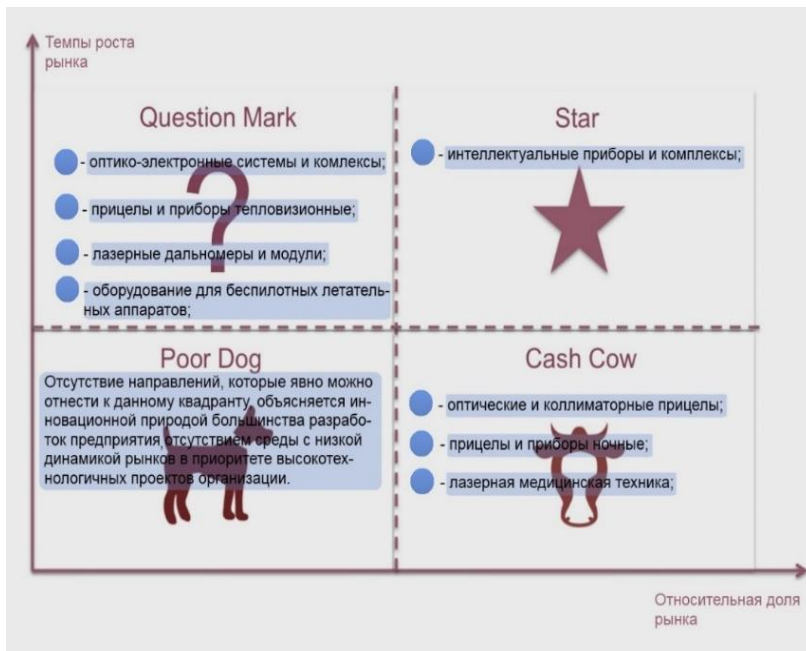 Темпы роста
рынка
Question Mark
- оптико-электронные системы и комлексы;
- прицелы и приборы тепловизионные;
- лазерные дальномеры и модули;
- оборудование для беспилотных летатель-
ных аппаратов;
Star
- интеллектуальные приборы и комплексы;
Poor Dog
Отсутствие направлений, которые явно можно
отнести к данному квадранту, объясняется ин-
новационной природой большинства разрабо-
ток предприятия, отсутствием среды с низкой
динамикой рынков в приоритете высокотех-
нологичных проектов организации.
Cash Cow
- оптические и коллиматорные прицелы;
- прицелы и приборы ночные;
- лазерная медицинская техника;
Относительная доля
рынка